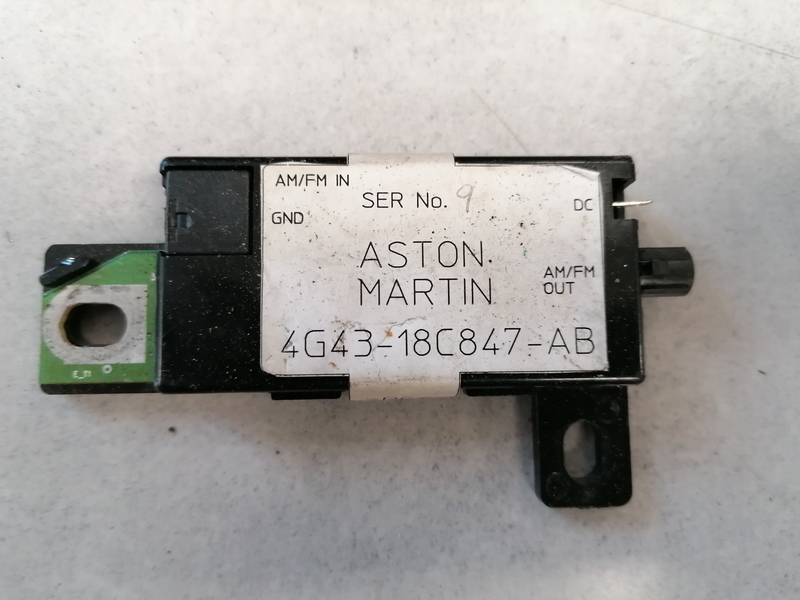 AM/FM IN
SER No. 9
GND
DC
ASTON
MARTIN
AM/FM
OUT
4G43-18C847-AB